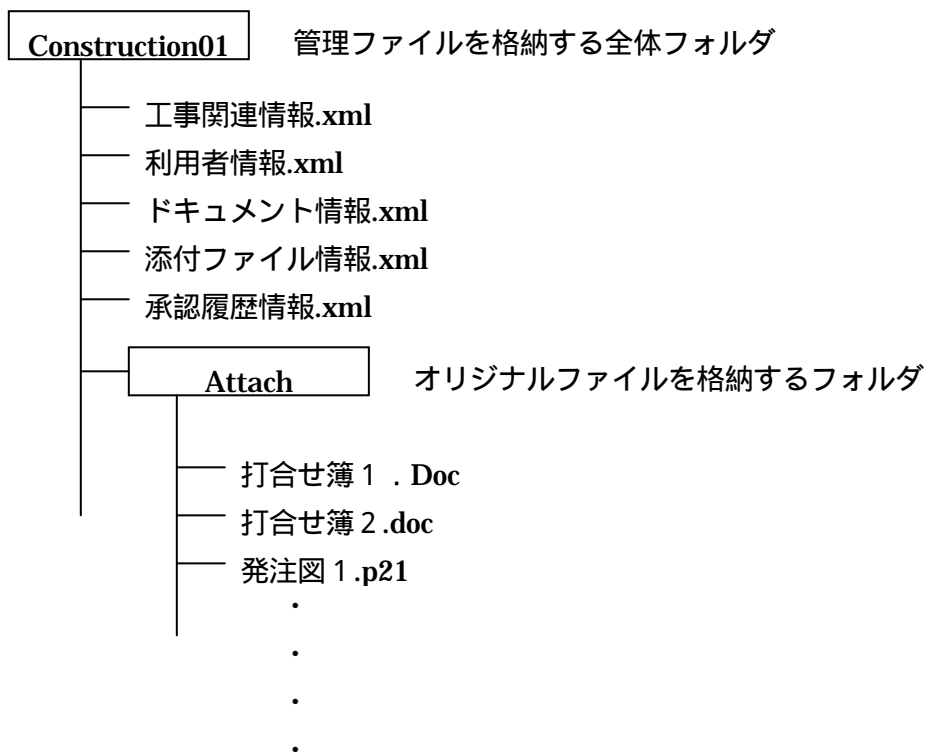 Construction01 管理ファイルを格納する全体フォルダ
工事関連情報.xml
利用者情報.xml
ドキュメント情報.xml
添付ファイル情報.xml
承認履歴情報.xml
Attach オリジナルファイルを格納するフォルダ
打合せ簿１．Doc
打合せ簿２.doc
発注図１.p21
・
・
・
・